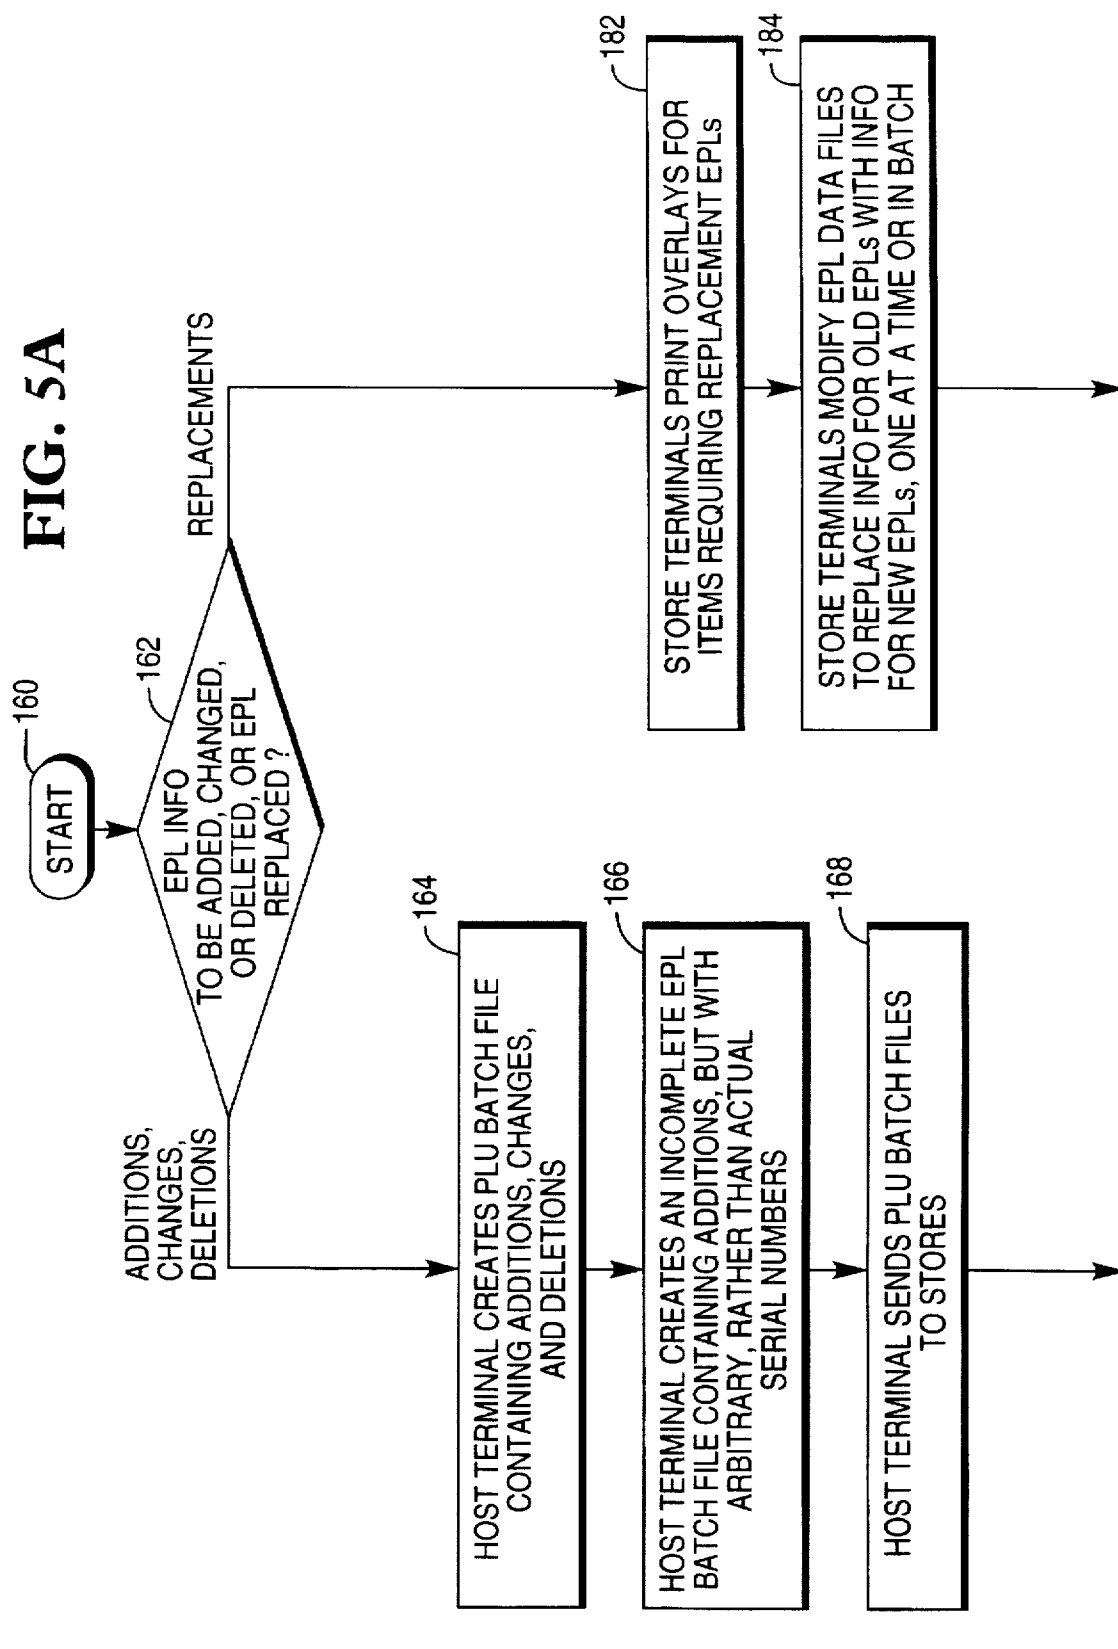 FIG. 5A
160
START
162
EPL INFO
TO BE ADDED, CHANGED,
OR DELETED, OR EPL
REPLACED ?
ADDITIONS,
CHANGES,
DELETIONS
REPLACEMENTS
164
HOST TERMINAL CREATES PLU BATCH FILE
CONTAINING ADDITIONS, CHANGES,
AND DELETIONS
166
HOST TERMINAL CREATES AN INCOMPLETE EPL
BATCH FILE CONTAINING ADDITIONS, BUT WITH
ARBITRARY, RATHER THAN ACTUAL
SERIAL NUMBERS
168
HOST TERMINAL SENDS PLU BATCH FILES
TO STORES
182
STORE TERMINALS PRINT OVERLAYS FOR
ITEMS REQUIRING REPLACEMENT EPLs
184
STORE TERMINALS MODIFY EPL DATA FILES
TO REPLACE INFO FOR OLD EPLs WITH INFO
FOR NEW EPLs, ONE AT A TIME OR IN BATCH